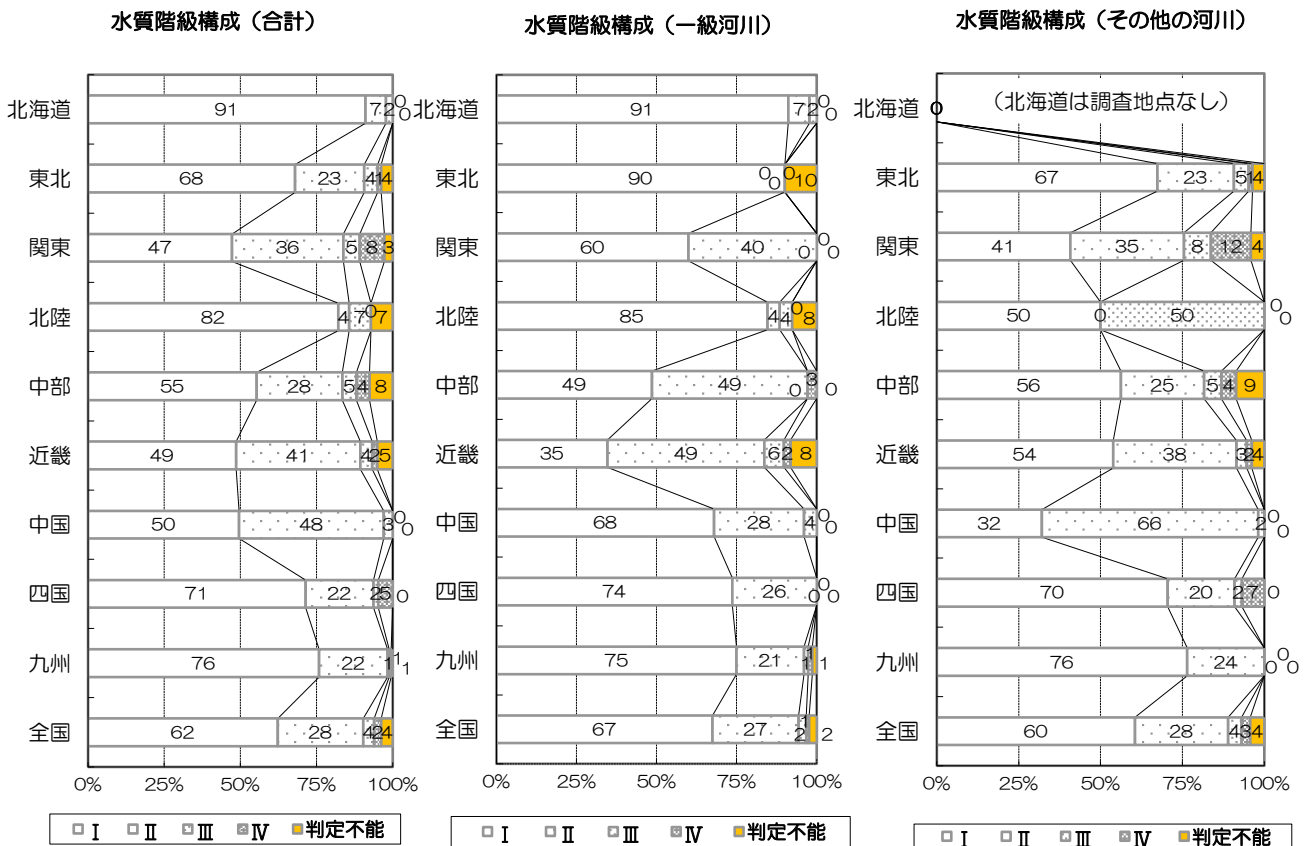 水質階級構成（合計）
北海道 91 7 2 0 0
東北 68 23 4 1 4
関東 47 36 5 8 3
北陸 82 4 7 0 7
中部 55 28 5 4 8
近畿 49 41 4 2 5
中国 50 48 3 0 0
四国 71 22 2 5 0
九州 76 22 1 1 1
全国 62 28 4 2 4
0% 25% 50% 75% 100%
Ⅰ Ⅱ Ⅲ Ⅳ 判定不能
水質階級構成（一級河川）
北海道 91 7 2 0 0
東北 90 0 0 0 10
関東 60 40 0 0 0
北陸 85 4 4 0 8
中部 49 49 0 3 0
近畿 35 49 6 2 8
中国 68 28 4 0 0
四国 74 26 0 0 0
九州 75 21 1 1 1
全国 67 27 2 1 2
0% 25% 50% 75% 100%
Ⅰ Ⅱ Ⅲ Ⅳ 判定不能
水質階級構成（その他の河川）
北海道 0 （北海道は調査地点なし）
東北 67 23 5 1 4
関東 41 35 8 12 4
北陸 50 0 50 0 0
中部 56 25 5 4 9
近畿 54 38 3 2 4
中国 32 66 2 0 0
四国 70 20 2 7 0
九州 76 24 0 0 0
全国 60 28 4 3 4
0% 25% 50% 75% 100%
Ⅰ Ⅱ Ⅲ Ⅳ 判定不能